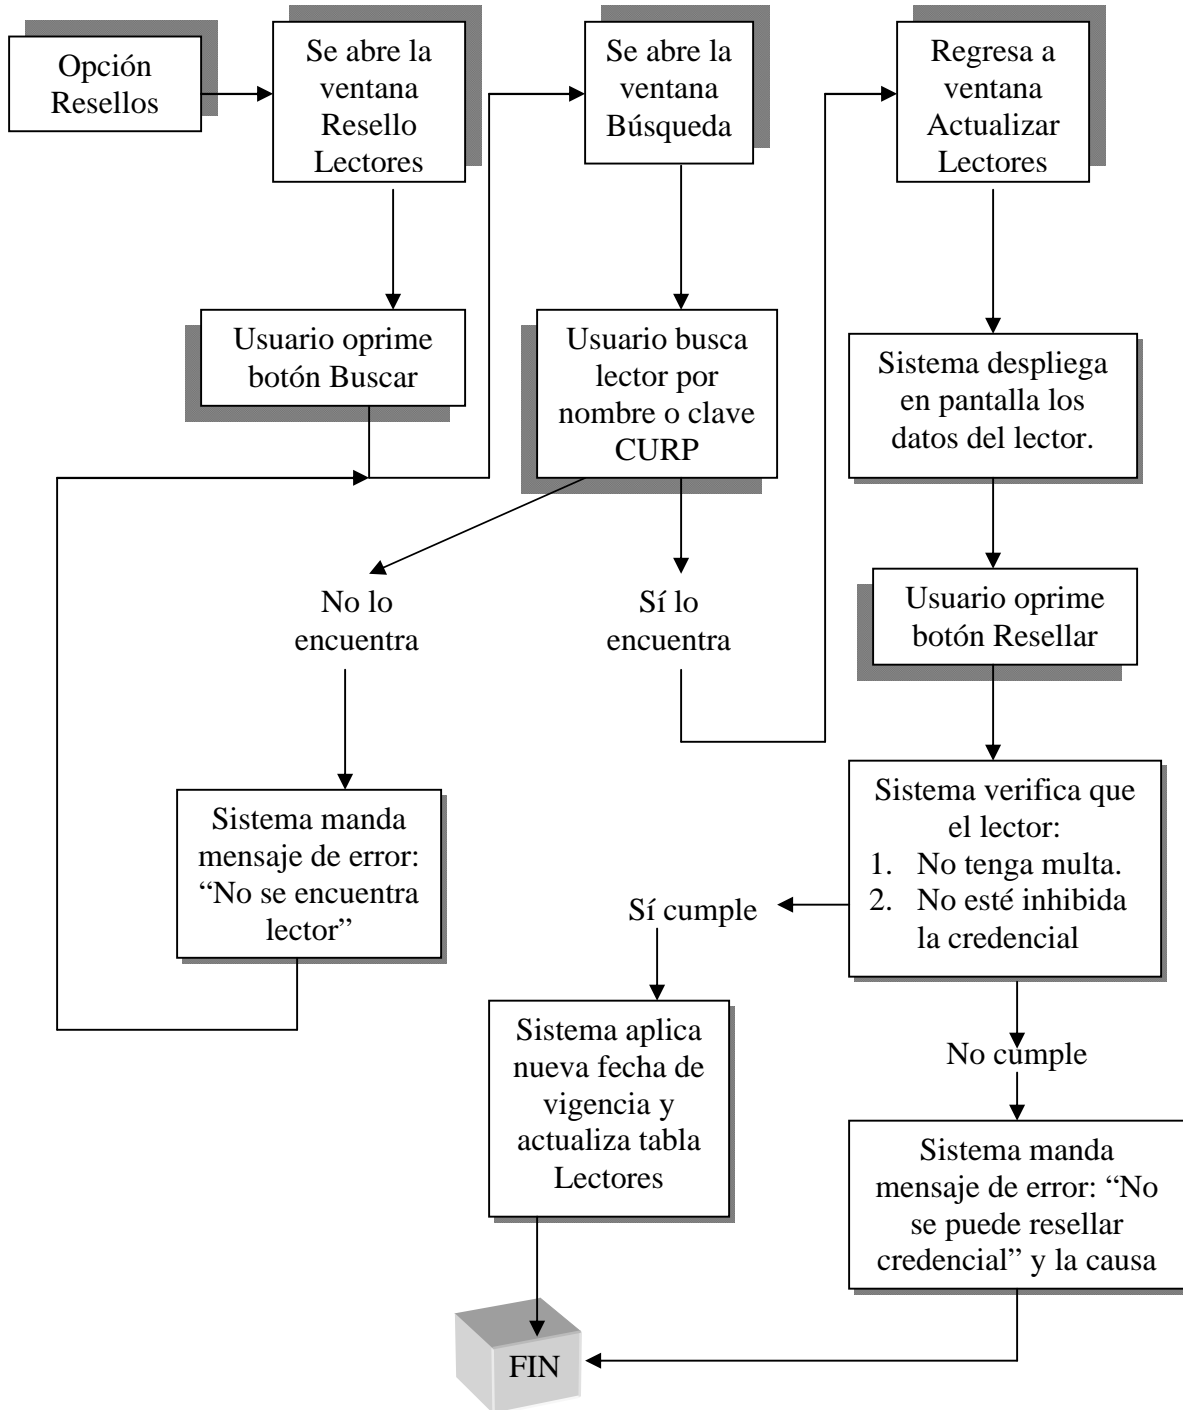 Opción
Resellos
Se abre la
ventana
Resello
Lectores
Se abre la
ventana
Búsqueda
Regresa a
ventana
Actualizar
Lectores
Usuario oprime
botón Buscar
Usuario busca
lector por
nombre o clave
CURP
Sistema despliega
en pantalla los
datos del lector.
No lo
encuentra
Sí lo
encuentra
Usuario oprime
botón Resellar
Sistema manda
mensaje de error:
“No se encuentra
lector”
Sistema verifica que
el lector:
1. No tenga multa.
2. No esté inhibida
la credencial
Sí cumple
No cumple
Sistema aplica
nueva fecha de
vigencia y
actualiza tabla
Lectores
Sistema manda
mensaje de error: “No
se puede resellar
credencial” y la causa
FIN